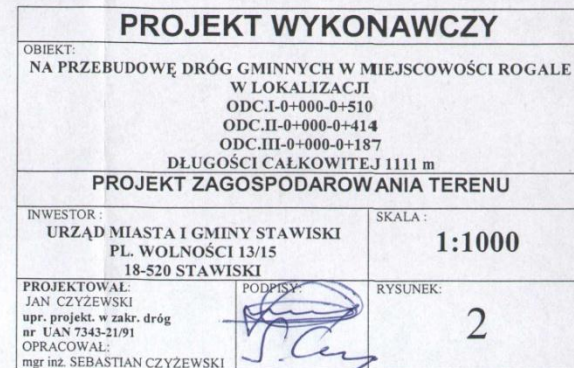 PROJEKT WYKONAWCZY
OBIEKT:
NA PRZEBUDOWĘ DRÓG GMINNYCH W MIEJSCOWOŚCI ROGALE
W LOKALIZACJI
ODC.I-0+000-0+510
ODC.II-0+000-0+414
ODC.III-0+000-0+187
DŁUGOŚCI CAŁKOWITEJ 1111 m
PROJEKT ZAGOSPODAROWANIA TERENU
INWESTOR :
URZĄD MIASTA I GMINY STAWISKI
PL. WOLNOŚCI 13/15
18-520 STAWISKI
SKALA :
1:1000
PROJEKTOWAŁ:
JAN CZYŻEWSKI
upr. projekt. w zakr. dróg
nr UAN 7343-21/91
OPRACOWAŁ:
mgr inż. SEBASTIAN CZYŻEWSKI
PODPISY:
RYSUNEK:
2